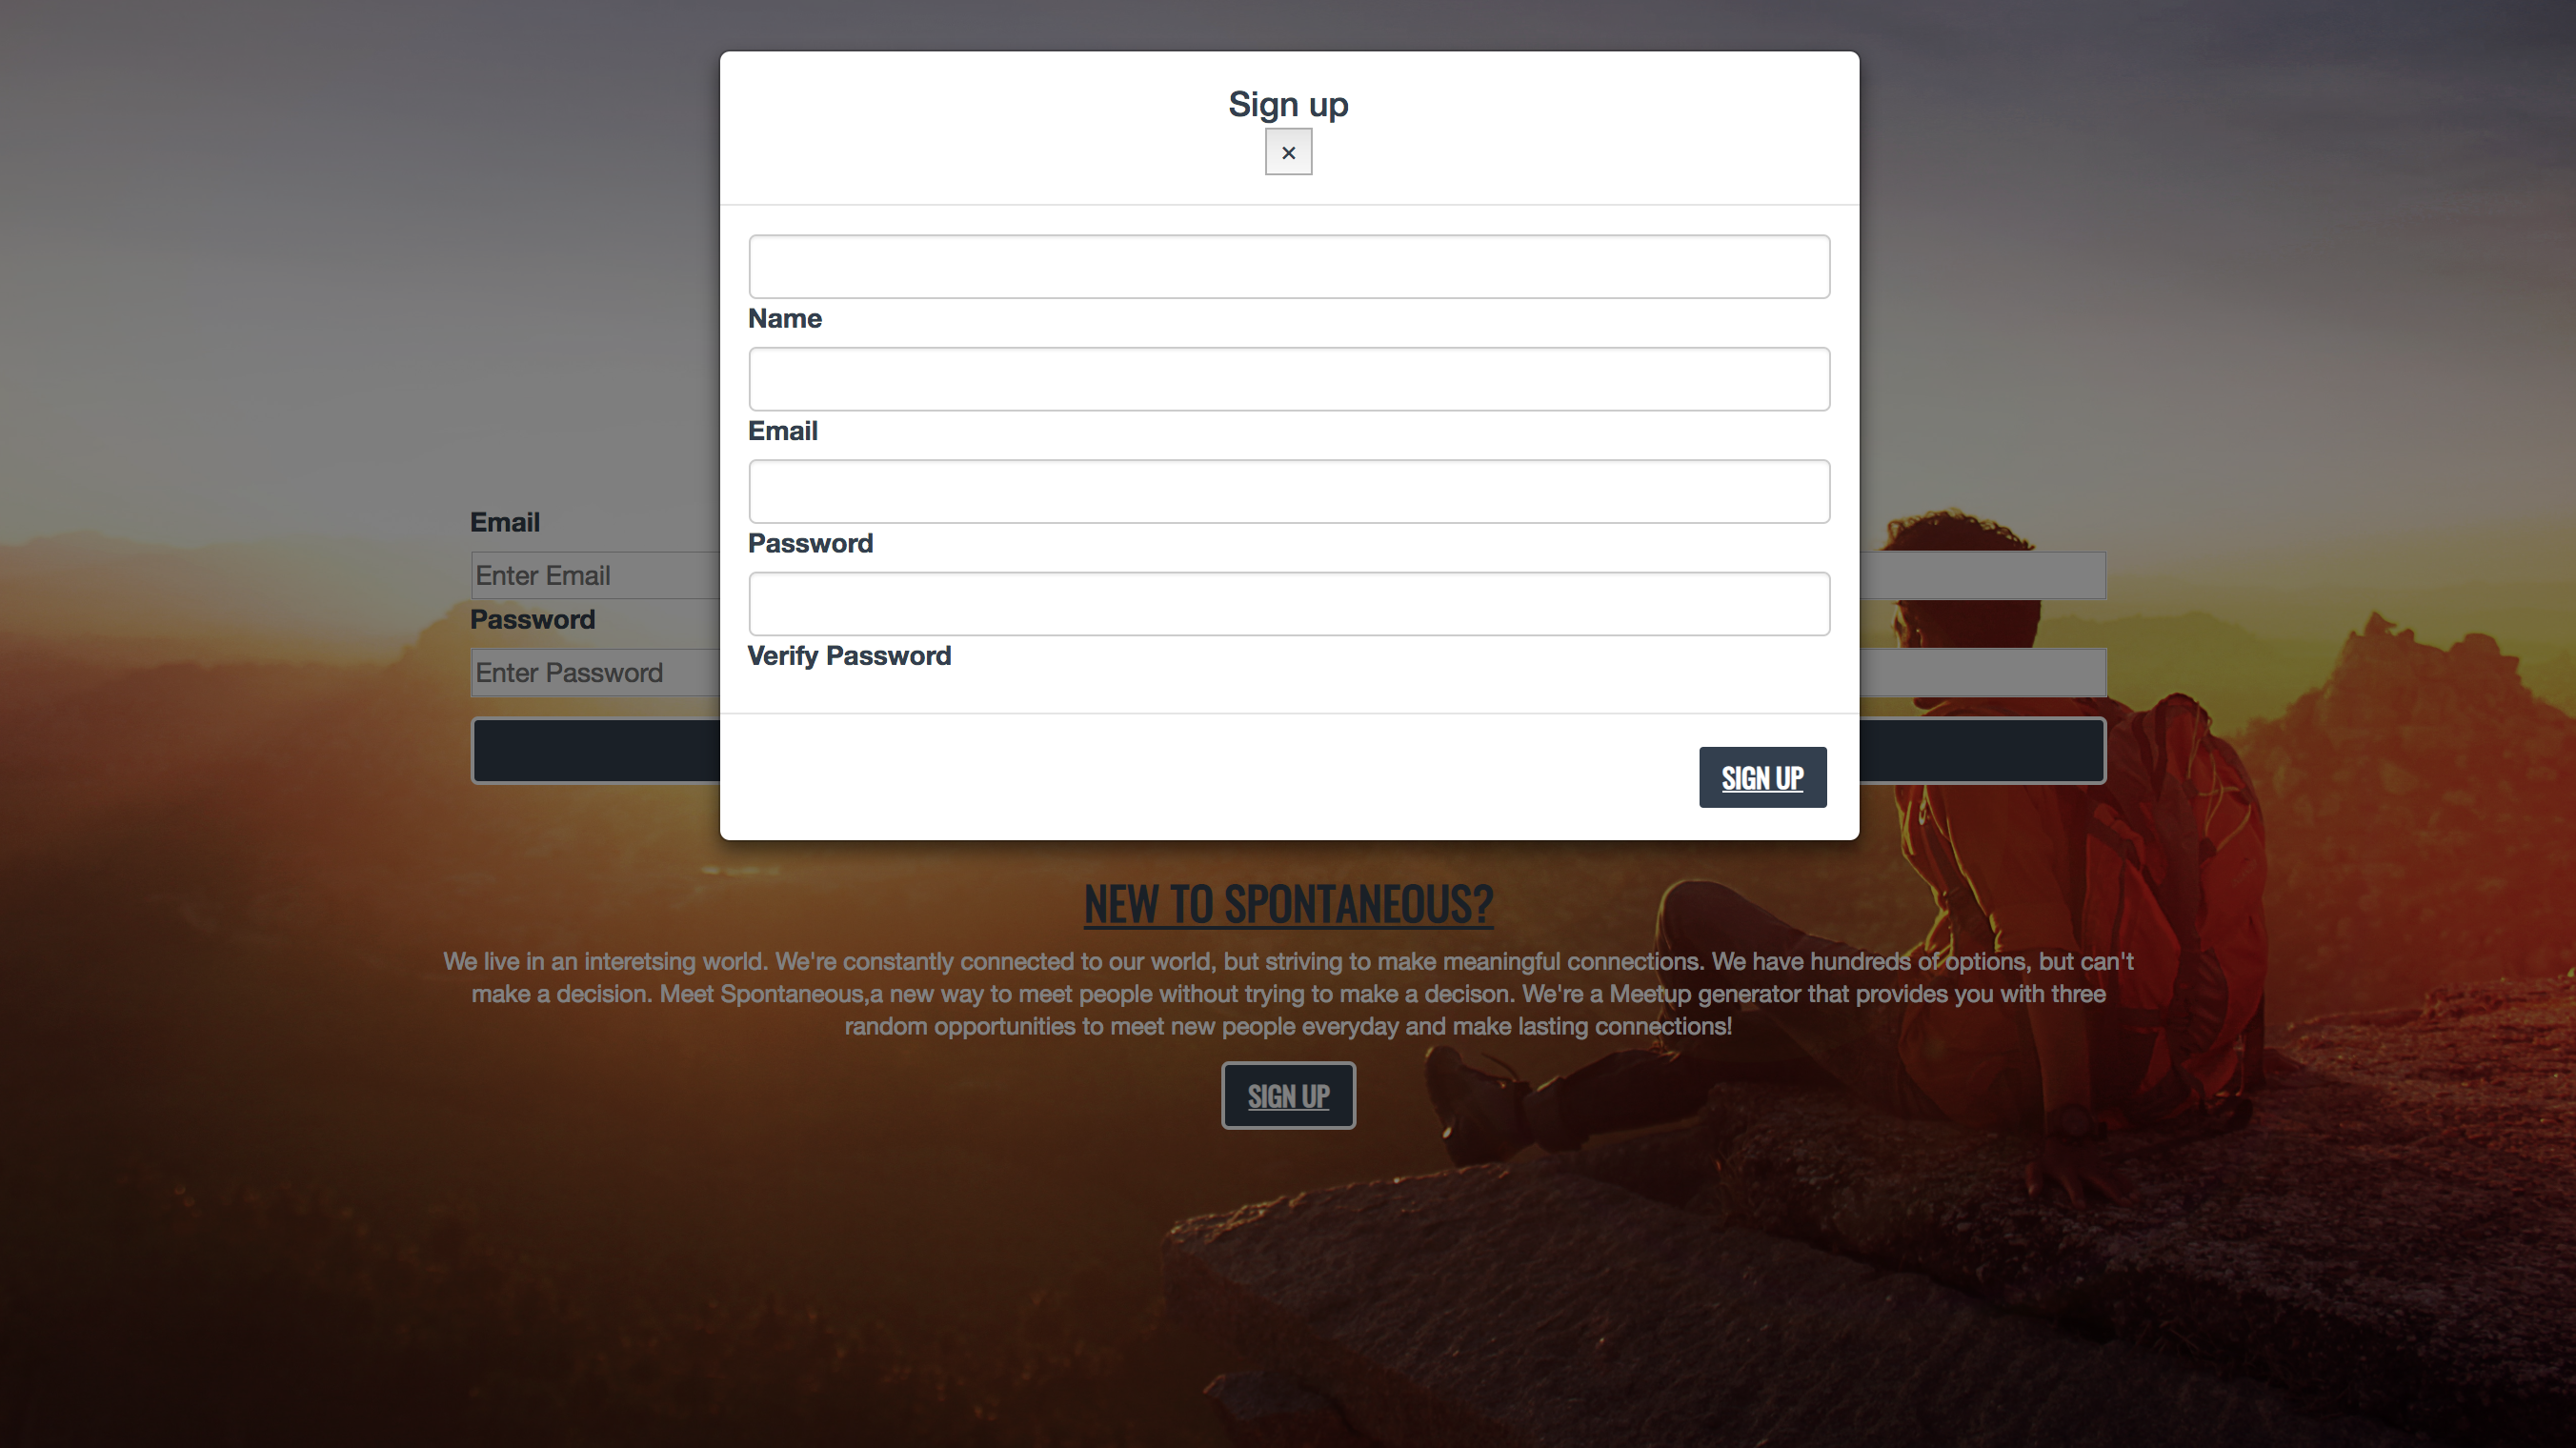 Sign up
×
Name
Email
Password
Verify Password
SIGN UP
Email
Enter Email
Password
Enter Password
NEW TO SPONTANEOUS?
We live in an interetsing world. We're constantly connected to our world, but striving to make meaningful connections. We have hundreds of options, but can't
make a decision. Meet Spontaneous,a new way to meet people without trying to make a decison. We're a Meetup generator that provides you with three
random opportunities to meet new people everyday and make lasting connections!
SIGN UP